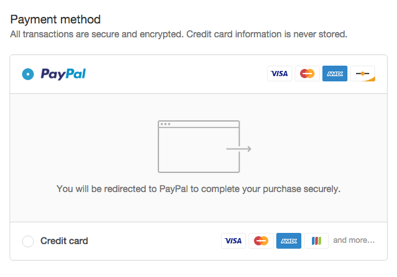 Payment method
All transactions are secure and encrypted. Credit card information is never stored.
PayPal VISA
You will be redirected to PayPal to complete your purchase securely.
Credit card VISA and more...